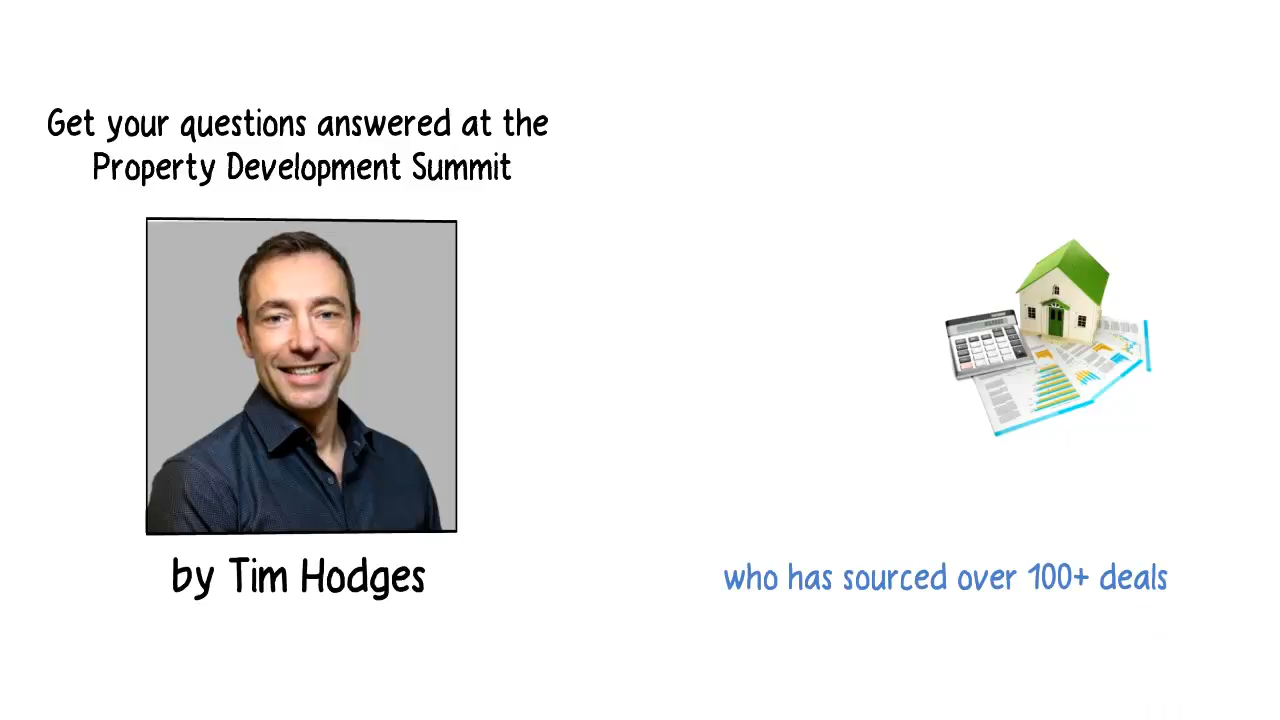 Get your questions answered at the
Property Development Summit
by Tim Hodges
who has sourced over 100+ deals